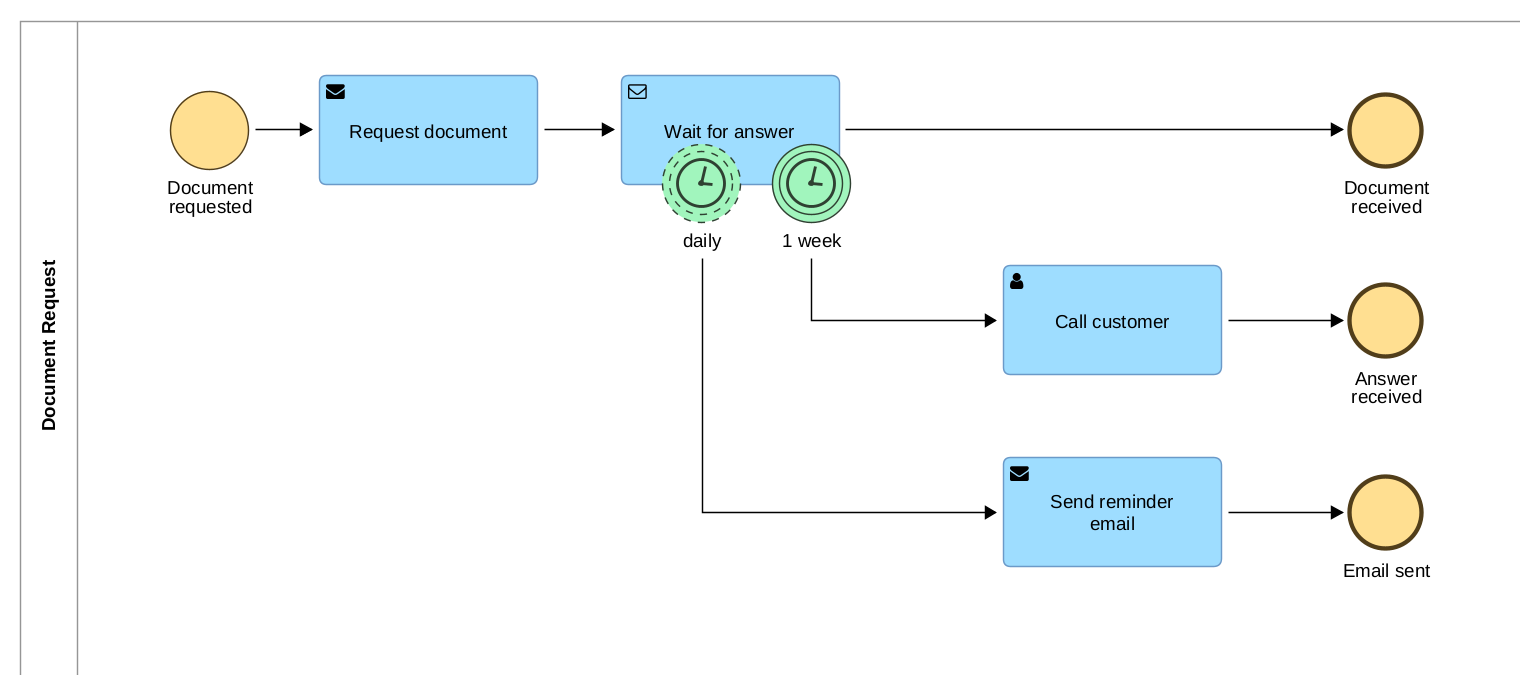 Document Request
Request document
Wait for answer
Document
requested
Document
received
daily
1 week
Call customer
Answer
received
Send reminder
email
Email sent